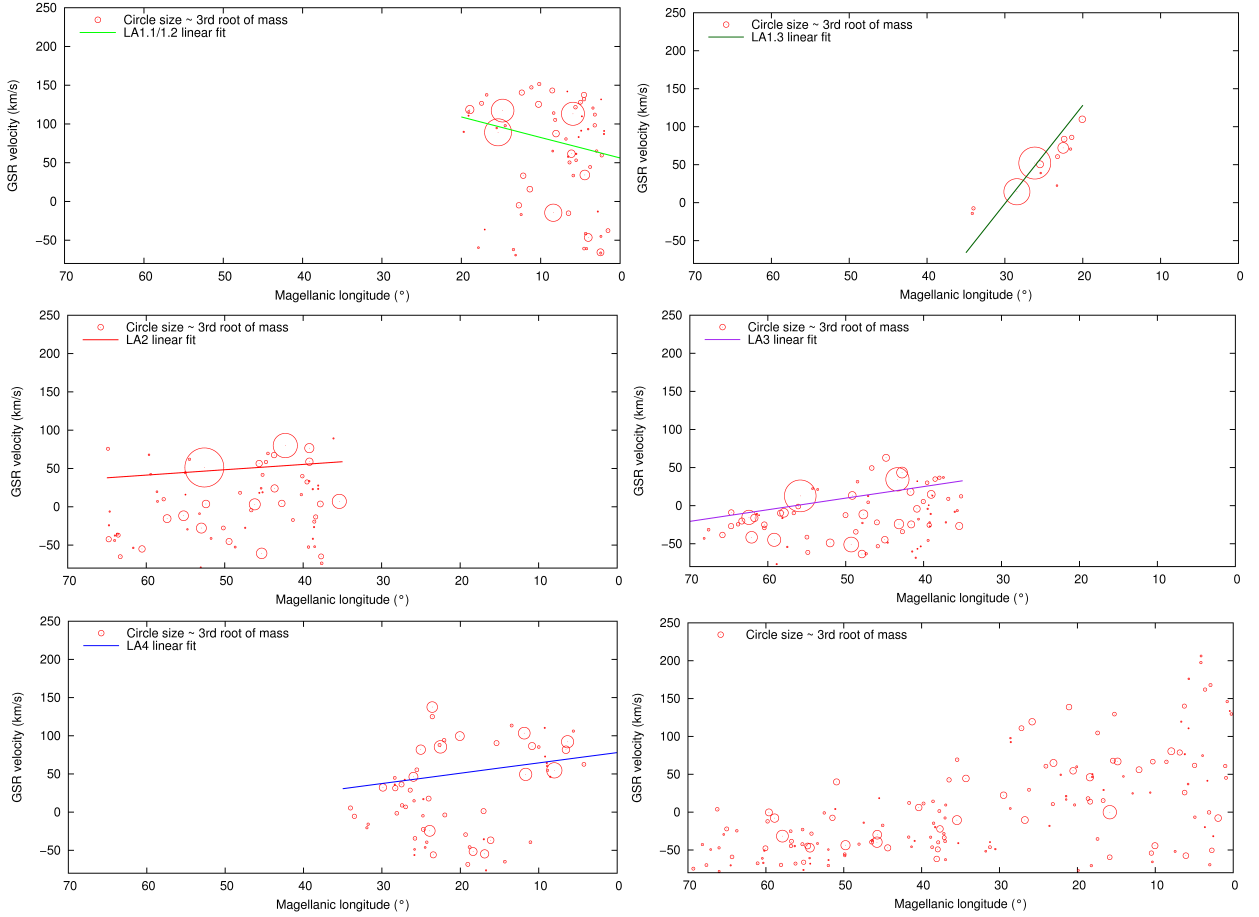 Circle size ~ 3rd root of mass
LA1.1/1.2 linear fit
GSR velocity (km/s)
250
200
150
100
50
0
−50
70 60 50 40 30 20 10 0
Magellanic longitude (°)
Circle size ~ 3rd root of mass
LA1.3 linear fit
GSR velocity (km/s)
250
200
150
100
50
0
−50
70 60 50 40 30 20 10 0
Magellanic longitude (°)
Circle size ~ 3rd root of mass
LA2 linear fit
GSR velocity (km/s)
250
200
150
100
50
0
−50
70 60 50 40 30 20 10 0
Magellanic longitude (°)
Circle size ~ 3rd root of mass
LA3 linear fit
GSR velocity (km/s)
250
200
150
100
50
0
−50
70 60 50 40 30 20 10 0
Magellanic longitude (°)
Circle size ~ 3rd root of mass
LA4 linear fit
GSR velocity (km/s)
250
200
150
100
50
0
−50
70 60 50 40 30 20 10 0
Magellanic longitude (°)
Circle size ~ 3rd root of mass
GSR velocity (km/s)
250
200
150
100
50
0
−50
70 60 50 40 30 20 10 0
Magellanic longitude (°)